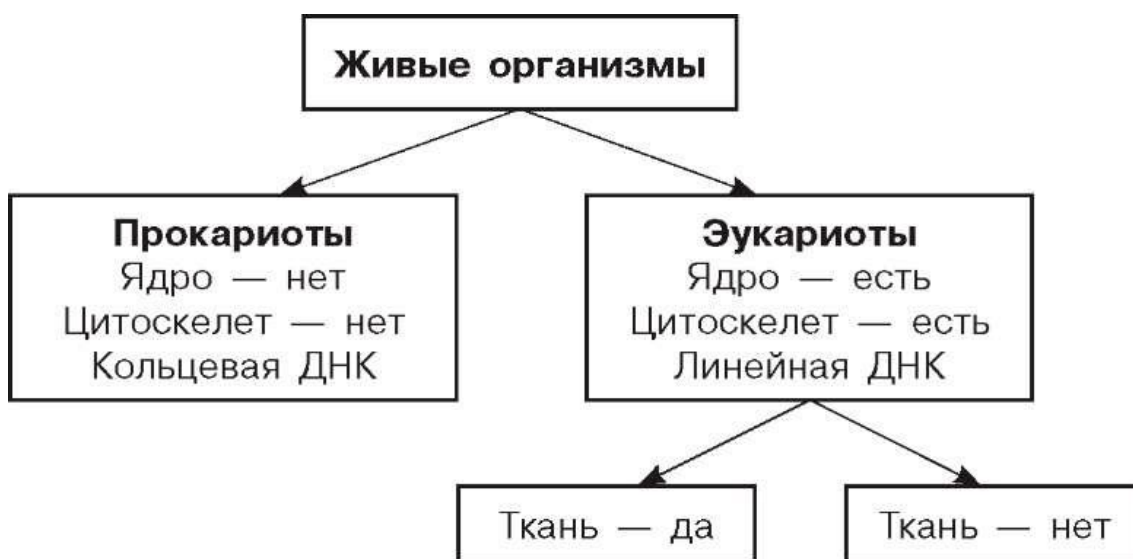 Живые организмы
Прокариоты
Ядро — нет
Цитоскелет — нет
Кольцевая ДНК
Эукариоты
Ядро — есть
Цитоскелет — есть
Линейная ДНК
Ткань — да
Ткань — нет